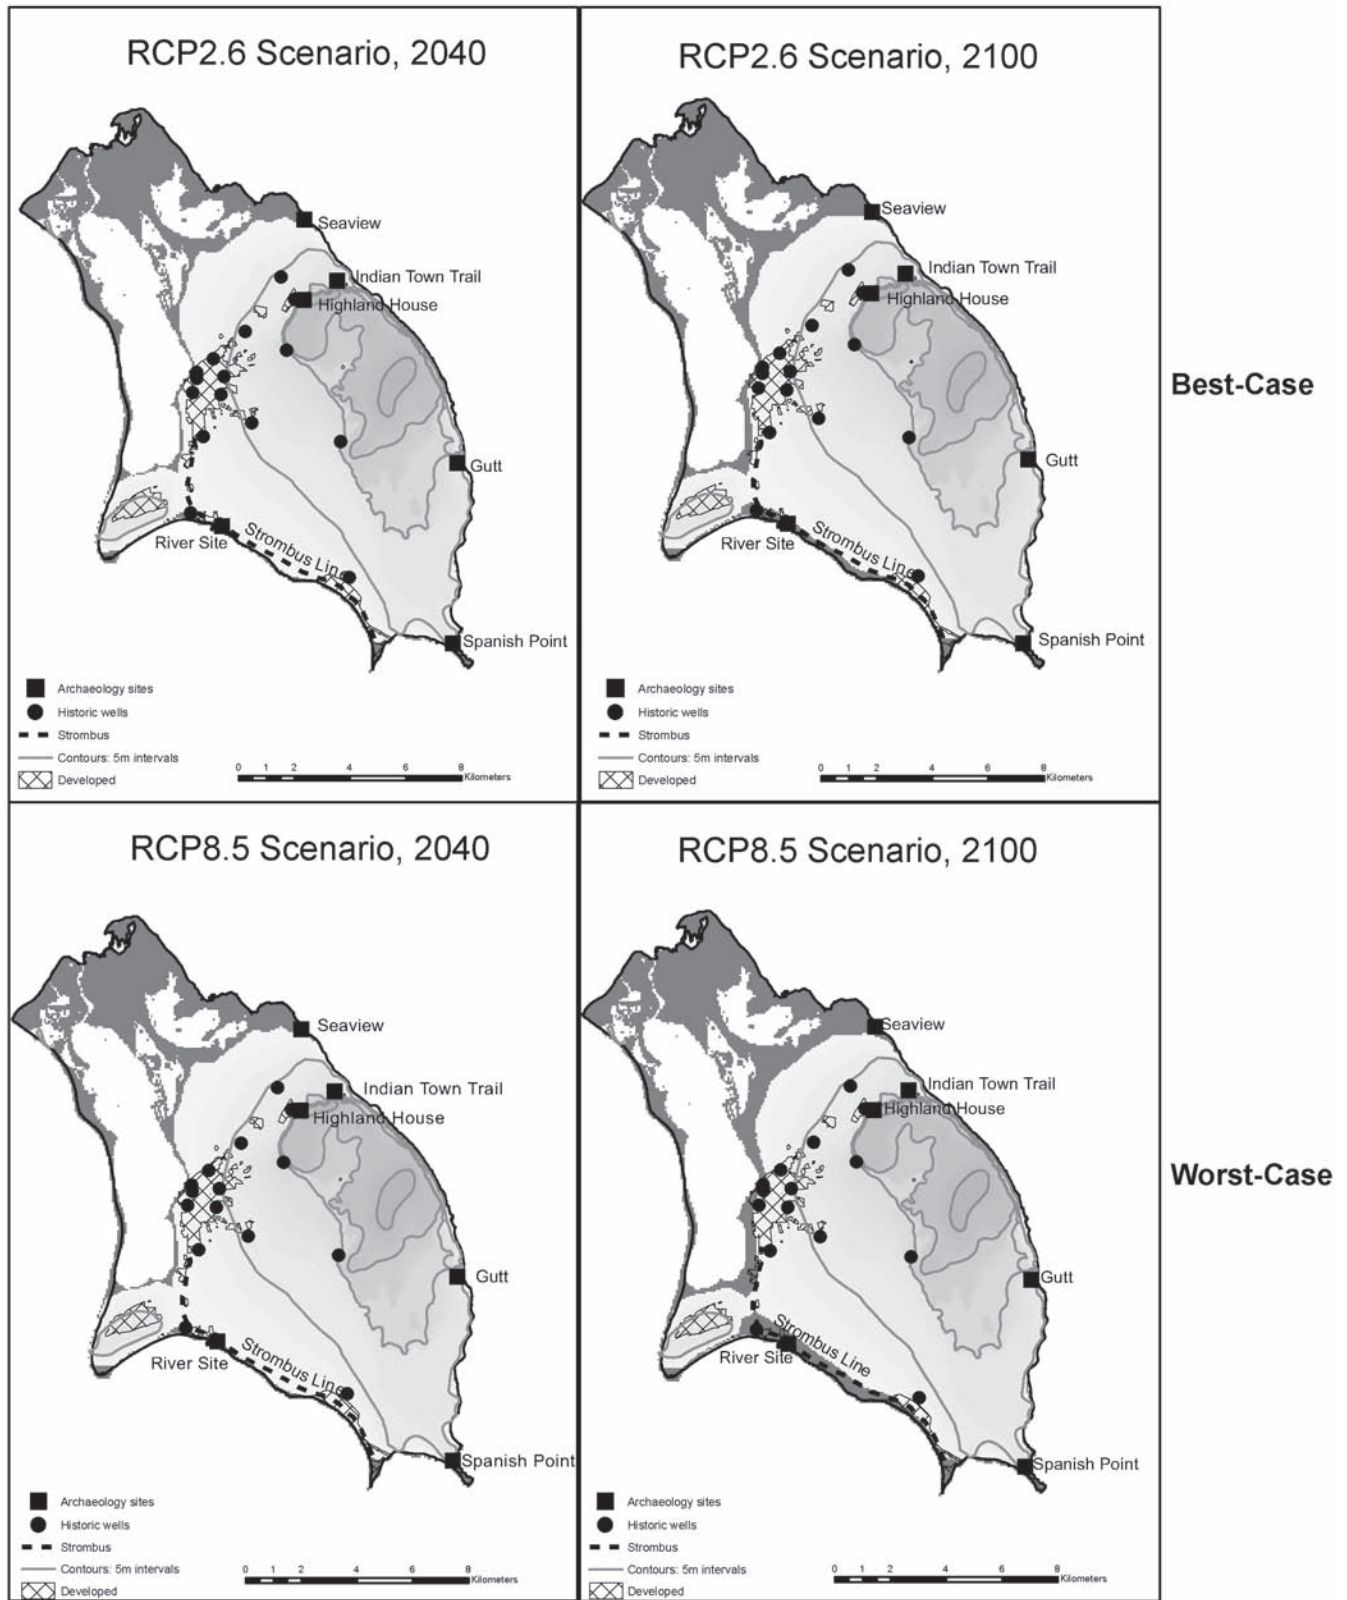 RCP2.6 Scenario, 2040
Seaview
Indian Town Trail
Highland House
Gutt
River Site
Strombus Line
Spanish Point
Archaeology sites
Historic wells
Strombus
Contours: 5m intervals
Developed
0 1 2 4 6 8
Kilometers
RCP2.6 Scenario, 2100
Seaview
Indian Town Trail
Highland House
Gutt
River Site
Strombus Line
Spanish Point
Archaeology sites
Historic wells
Strombus
Contours: 5m intervals
Developed
0 1 2 4 6 8
Kilometers
Best-Case
RCP8.5 Scenario, 2040
Seaview
Indian Town Trail
Highland House
Gutt
River Site
Strombus Line
Spanish Point
Archaeology sites
Historic wells
Strombus
Contours: 5m intervals
Developed
0 1 2 4 6 8
Kilometers
RCP8.5 Scenario, 2100
Seaview
Indian Town Trail
Highland House
Gutt
Strombus Line
River Site
Spanish Point
Archaeology sites
Historic wells
Strombus
Contours: 5m intervals
Developed
0 1 2 4 6 8
Kilometers
Worst-Case